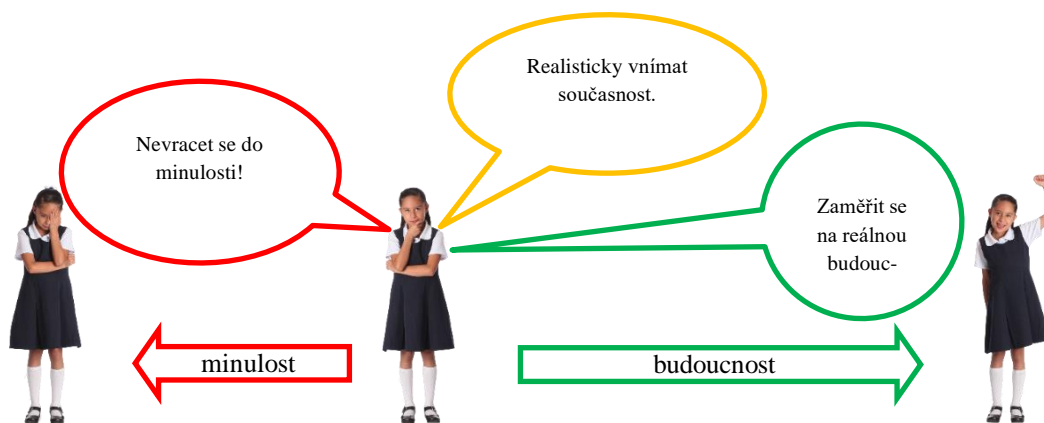 Realisticky vnímat
současnost.
Nevracet se do
minulosti!
Zaměřit se
na reálnou
budouc-
minulost
budoucnost